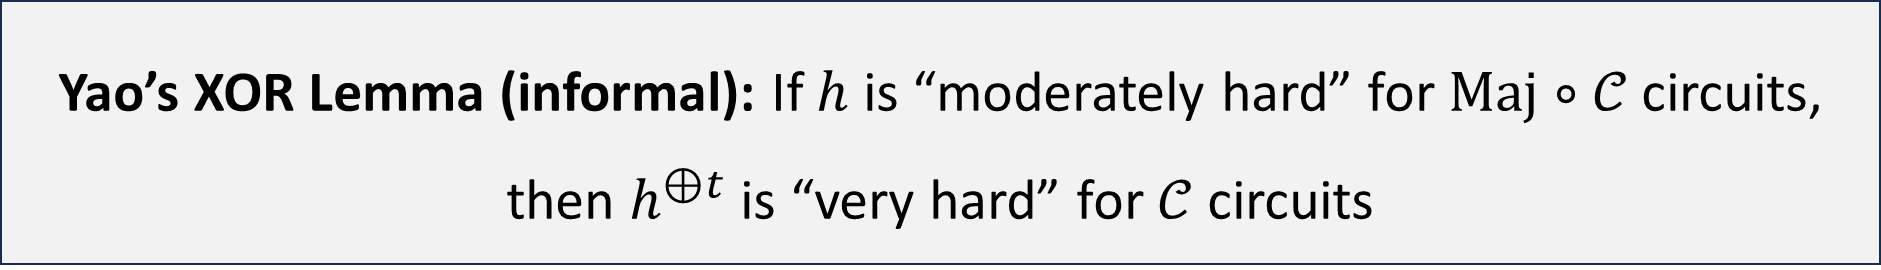 Yao’s XOR Lemma (informal): If ℎ is “moderately hard” for Maj ∘ 𝒞 circuits,
then ℎ^⊕𝑡 is “very hard” for 𝒞 circuits